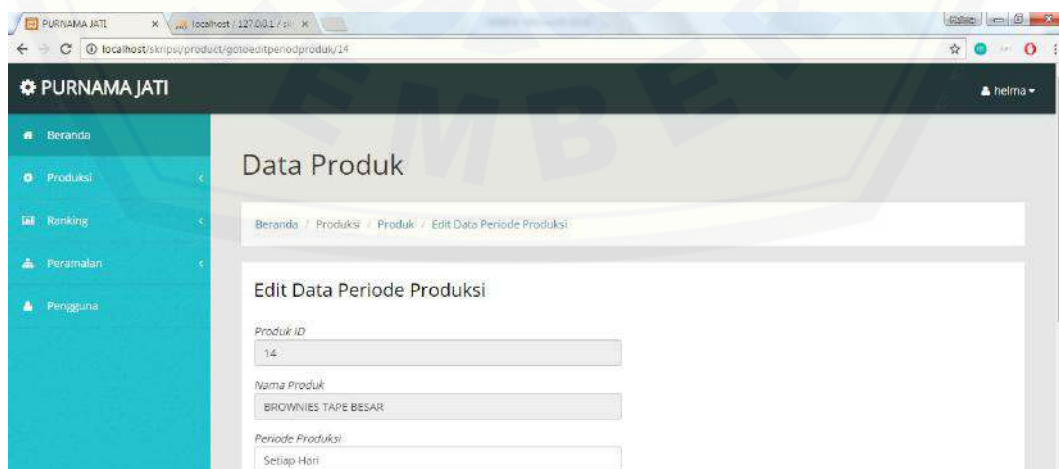 PURNAMA JATI
localhost / 127.0.0.1 / sk
localhost/skripsi/product/gotoeditperiodproduk/14
PURNAMA JATI
helma
Beranda
Produksi
Ranking
Peramalan
Pengguna
Data Produk
Beranda / Produksi / Produk / Edit Data Periode Produksi
Edit Data Periode Produksi
Produk ID
14
Nama Produk
BROWNIES TAPE BESAR
Periode Produksi
Setiap Hari
EMBE